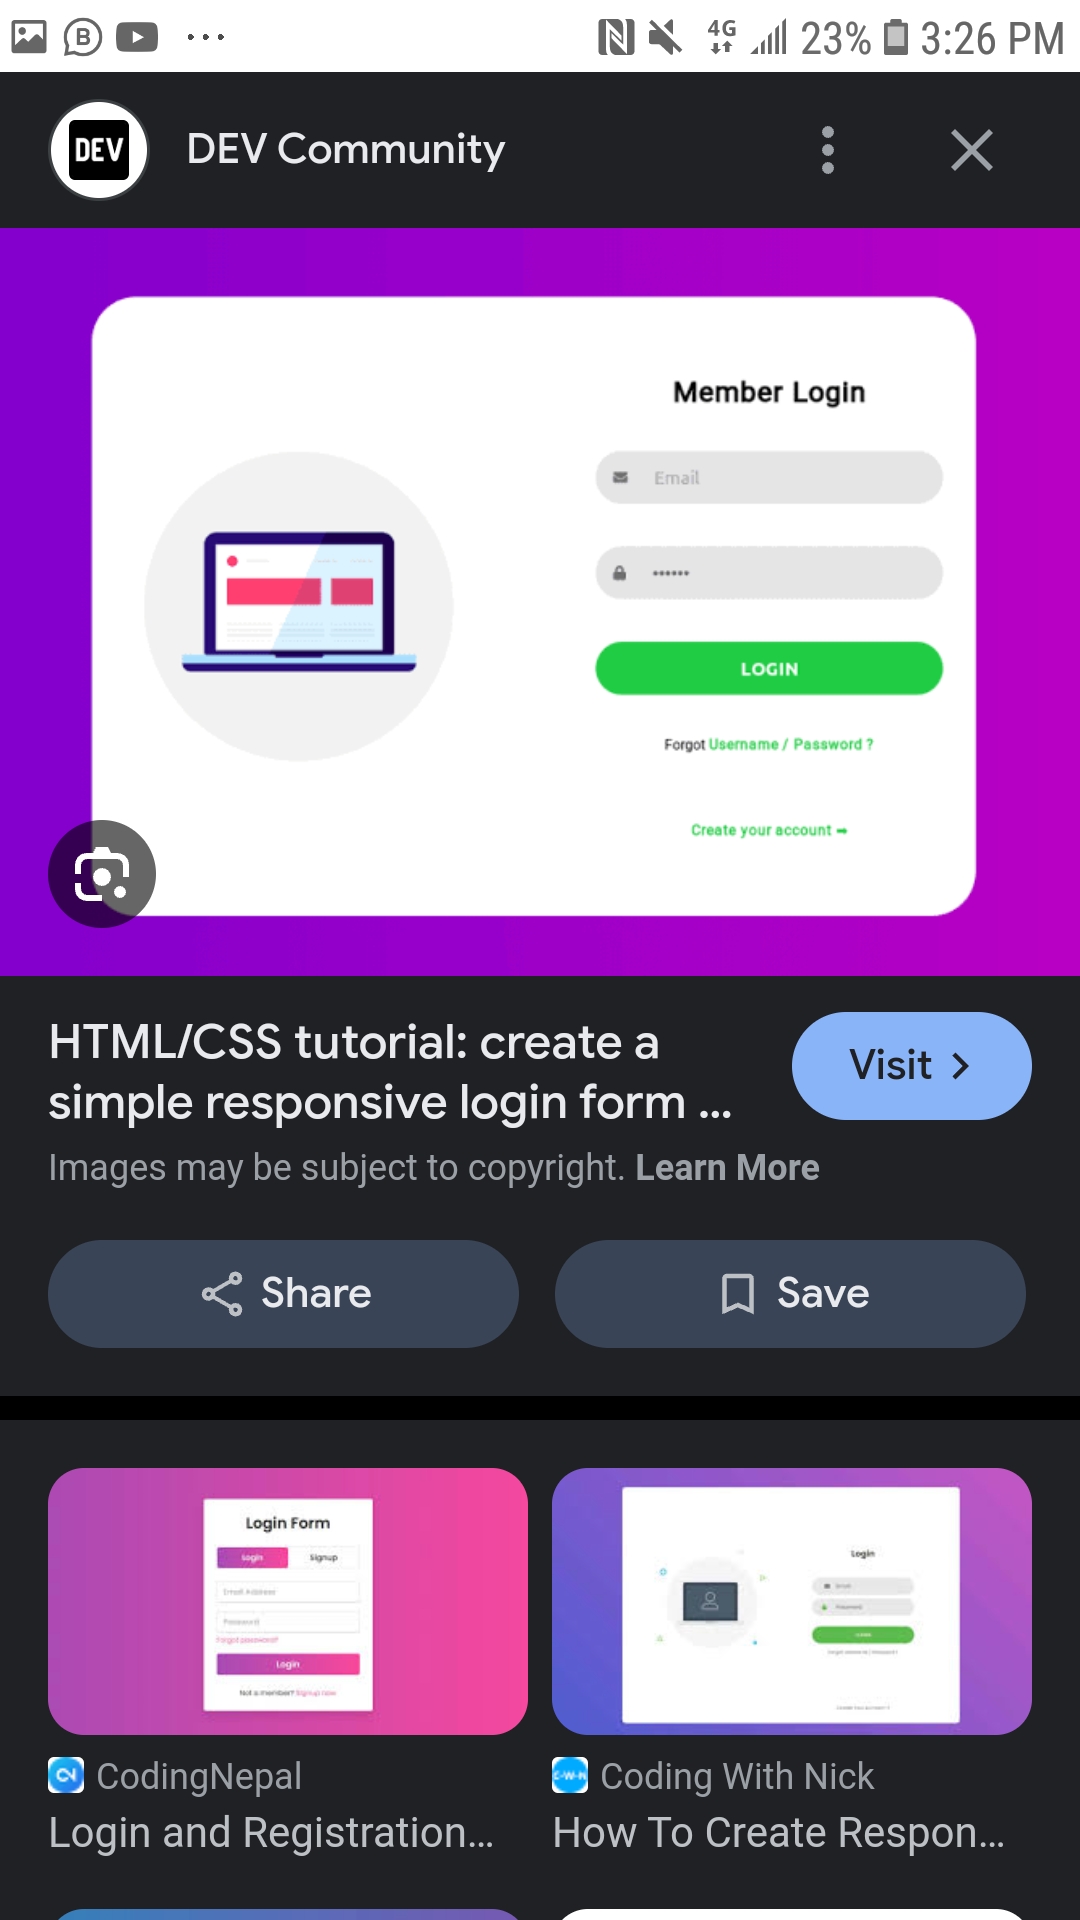 4G 23% 3:26 PM
DEV DEV Community
Member Login
Email
LOGIN
Forgot Username / Password ?
Create your account
HTML/CSS tutorial: create a
simple responsive login form ...
Visit
Images may be subject to copyright. Learn More
Share
Save
Login Form
Login Signup
Email Address
Password
Forgot password?
Login
Not a member? Signup now
Login
Email
Password
CodingNepal
Login and Registration...
C-W-N Coding With Nick
How To Create Respon...